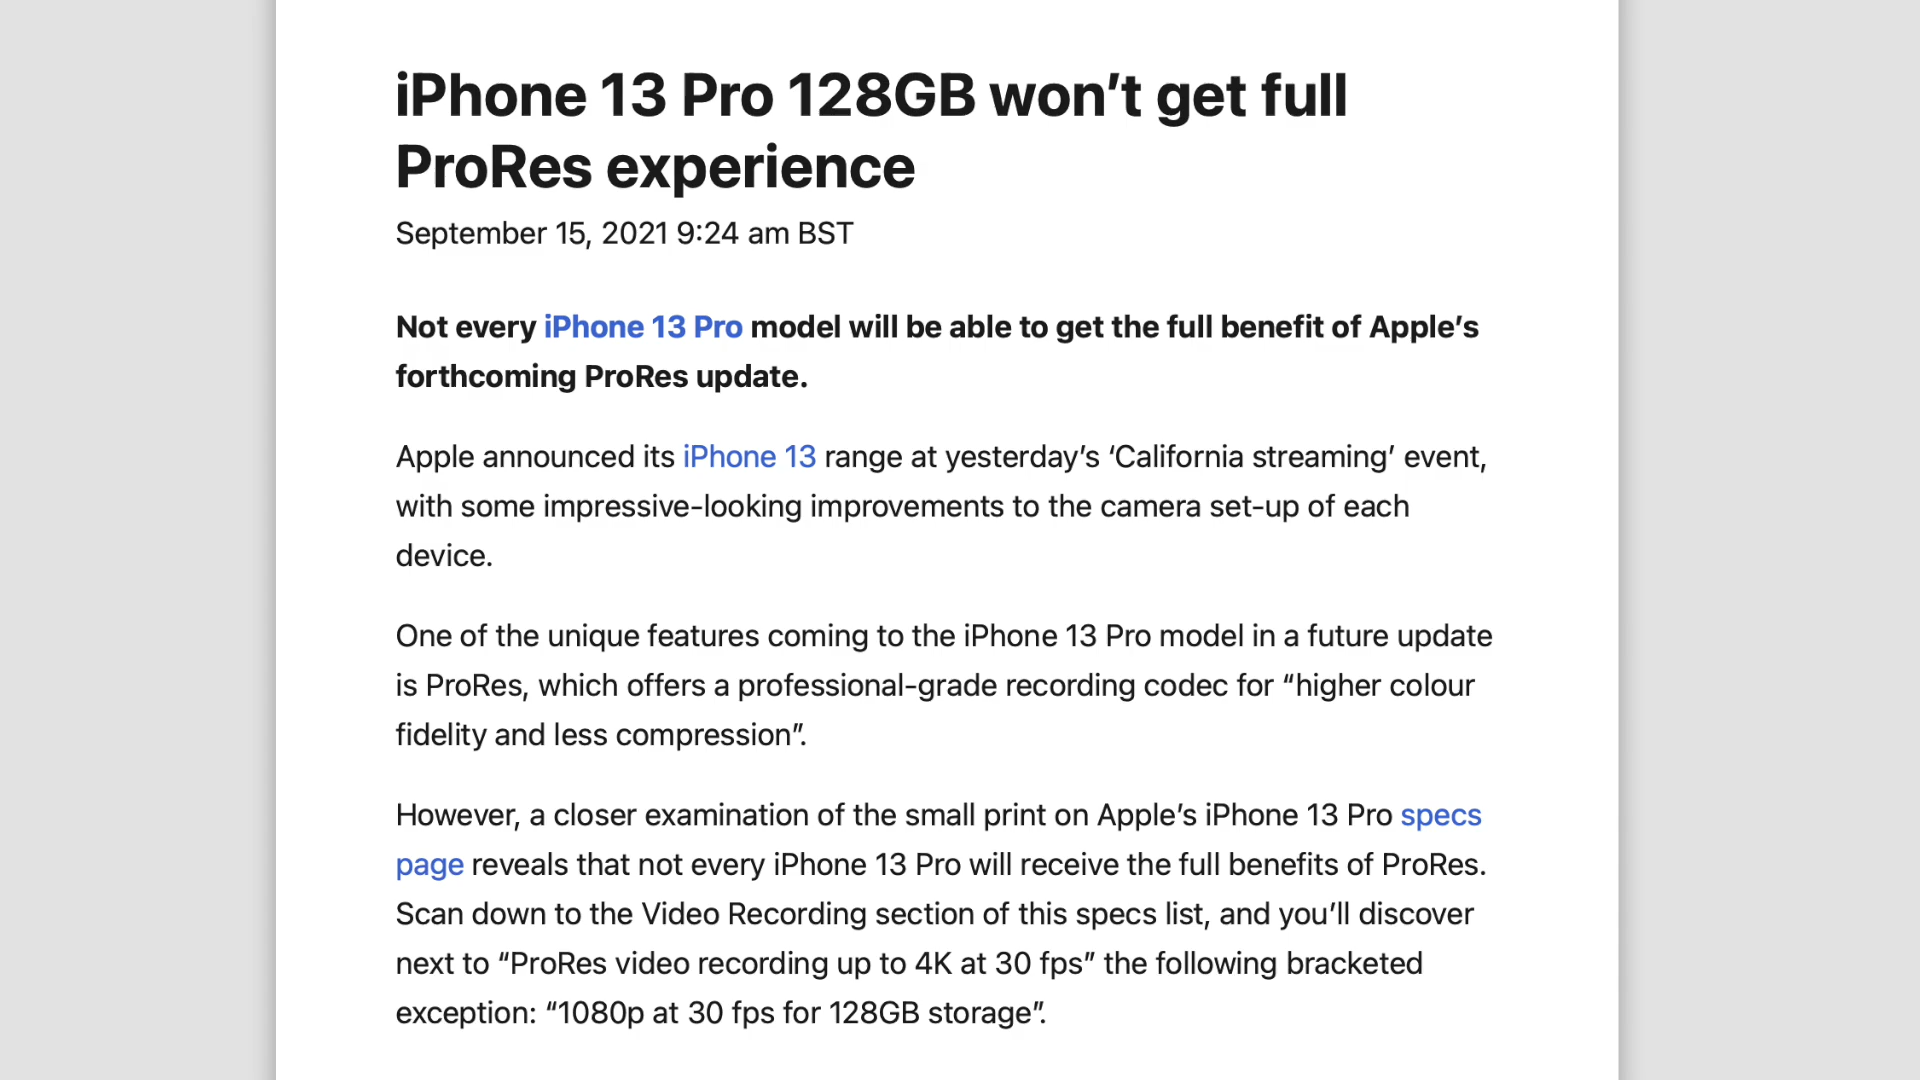 iPhone 13 Pro 128GB won’t get full
ProRes experience
September 15, 2021 9:24 am BST
Not every iPhone 13 Pro model will be able to get the full benefit of Apple’s
forthcoming ProRes update.
Apple announced its iPhone 13 range at yesterday’s ‘California streaming’ event,
with some impressive-looking improvements to the camera set-up of each
device.
One of the unique features coming to the iPhone 13 Pro model in a future update
is ProRes, which offers a professional-grade recording codec for “higher colour
fidelity and less compression”.
However, a closer examination of the small print on Apple’s iPhone 13 Pro specs
page reveals that not every iPhone 13 Pro will receive the full benefits of ProRes.
Scan down to the Video Recording section of this specs list, and you’ll discover
next to “ProRes video recording up to 4K at 30 fps” the following bracketed
exception: “1080p at 30 fps for 128GB storage”.